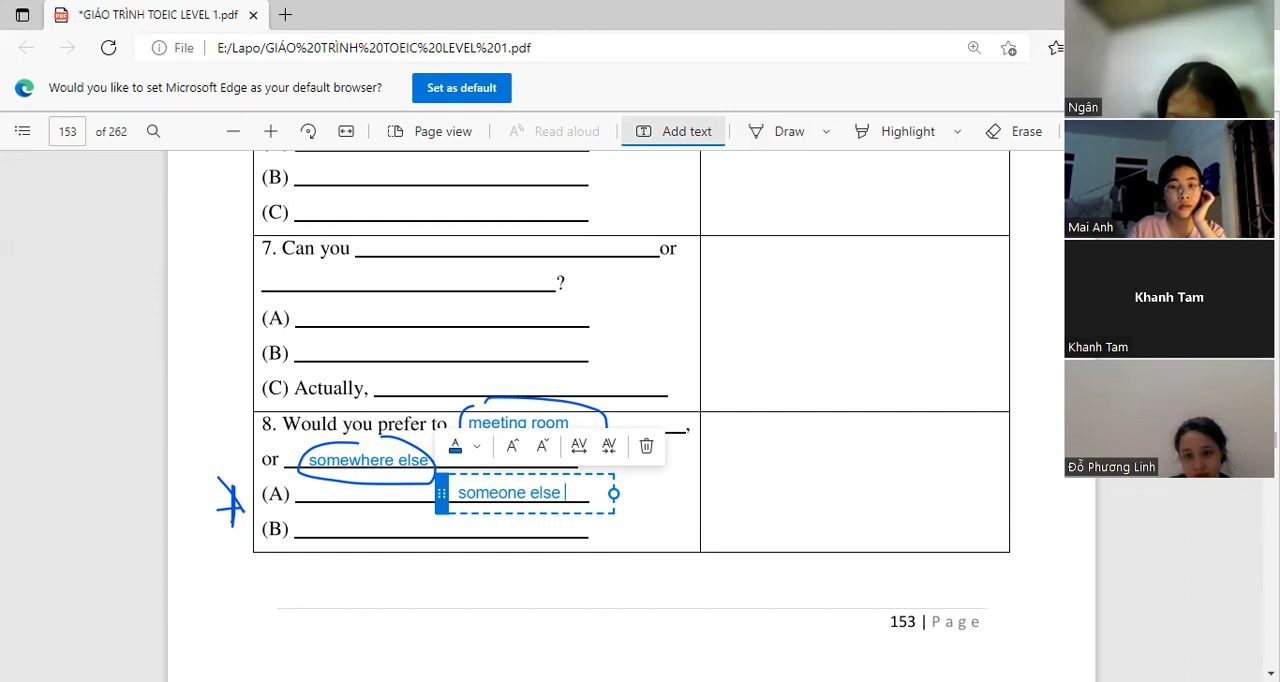 *GIÁO TRÌNH TOEIC LEVEL 1.pdf
File E:/Lapo/GIÁO%20TRÌNH%20TOEIC%20LEVEL%201.pdf
Would you like to set Microsoft Edge as your default browser? Set as default
153 of 262 Page view Read aloud Add text Draw Highlight Erase
(B)
(C)
7. Can you or
?
(A)
(B)
(C) Actually,
8. Would you prefer to meeting room ,
or somewhere else
(A) someone else
(B)
153 | Page
Ngân
Mai Anh
Khanh Tam
Khanh Tam
Đỗ Phương Linh